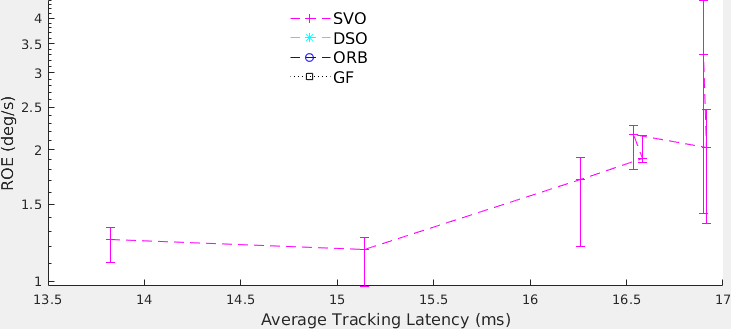 SVO
DSO
ORB
GF
4
3.5
3
2.5
2
1.5
1
ROE (deg/s)
13.5 14 14.5 15 15.5 16 16.5 17
Average Tracking Latency (ms)